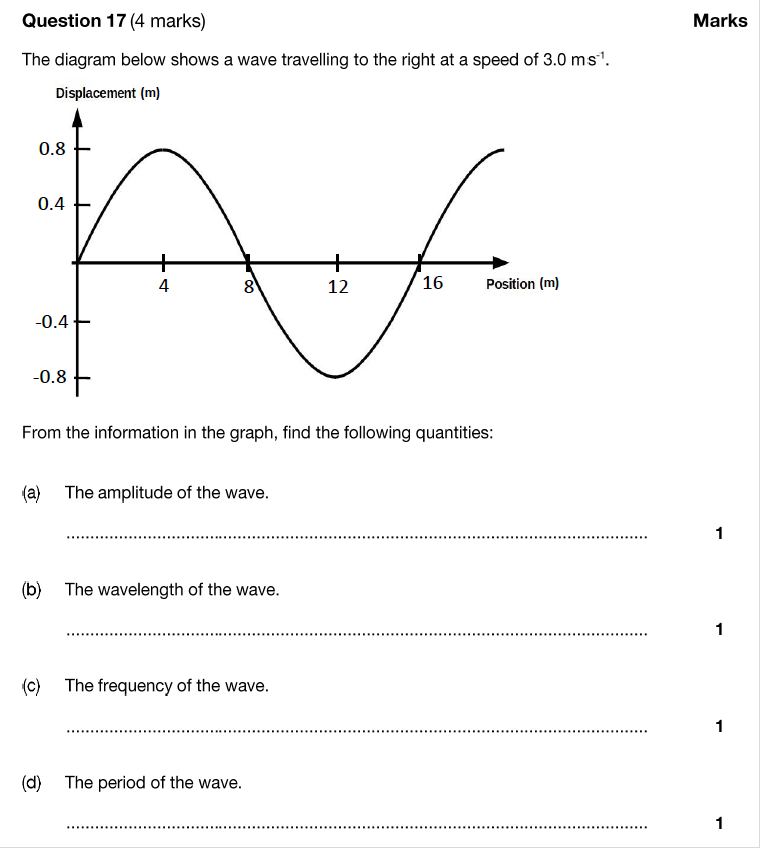 Question 17 (4 marks) Marks
The diagram below shows a wave travelling to the right at a speed of 3.0 m s⁻¹.
Displacement (m)
0.8
0.4
4 8 12 16 Position (m)
-0.4
-0.8
From the information in the graph, find the following quantities:
(a) The amplitude of the wave.
........................................................................................................................ 1
(b) The wavelength of the wave.
........................................................................................................................ 1
(c) The frequency of the wave.
........................................................................................................................ 1
(d) The period of the wave.
........................................................................................................................ 1